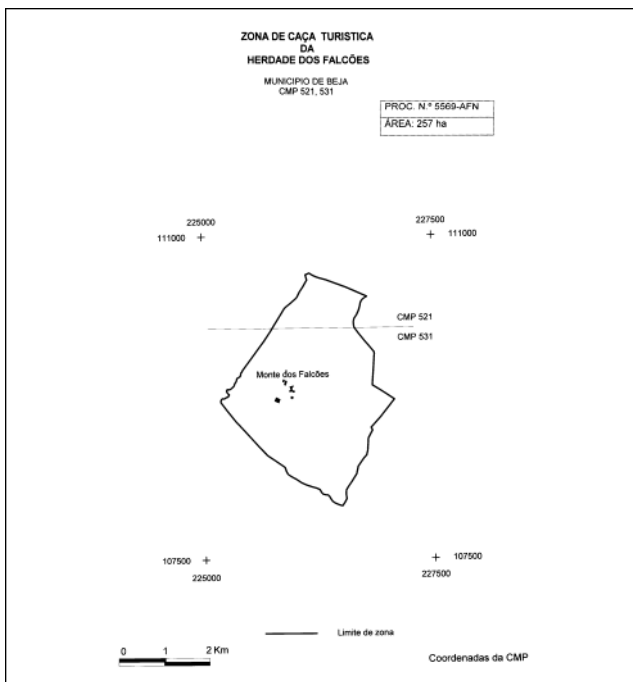 ZONA DE CAÇA TURISTICA
DA
HERDADE DOS FALCÕES
MUNICIPIO DE BEJA
CMP 521, 531
PROC. N.º 5569-AFN
ÁREA: 257 ha
225000
227500
111000
111000
CMP 521
CMP 531
Monte dos Falcões
107500
107500
225000
227500
Limite de zona
0 1 2 Km
Coordenadas da CMP